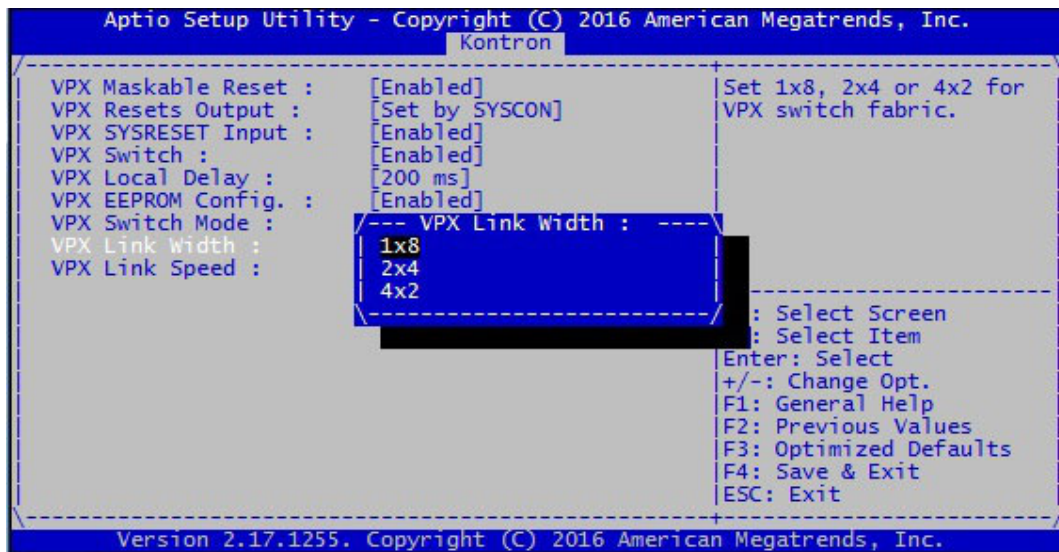 Aptio Setup Utility - Copyright (C) 2016 American Megatrends, Inc.
Kontron
VPX Maskable Reset : [Enabled]
VPX Resets Output : [Set by SYSCON]
VPX SYSRESET Input : [Enabled]
VPX Switch : [Enabled]
VPX Local Delay : [200 ms]
VPX EEPROM Config. : [Enabled]
VPX Switch Mode :
VPX Link Width :
VPX Link Speed :
--- VPX Link Width : ----
1x8
2x4
4x2
Set 1x8, 2x4 or 4x2 for
VPX switch fabric.
: Select Screen
: Select Item
Enter: Select
+/-: Change Opt.
F1: General Help
F2: Previous Values
F3: Optimized Defaults
F4: Save & Exit
ESC: Exit
Version 2.17.1255. Copyright (C) 2016 American Megatrends, Inc.